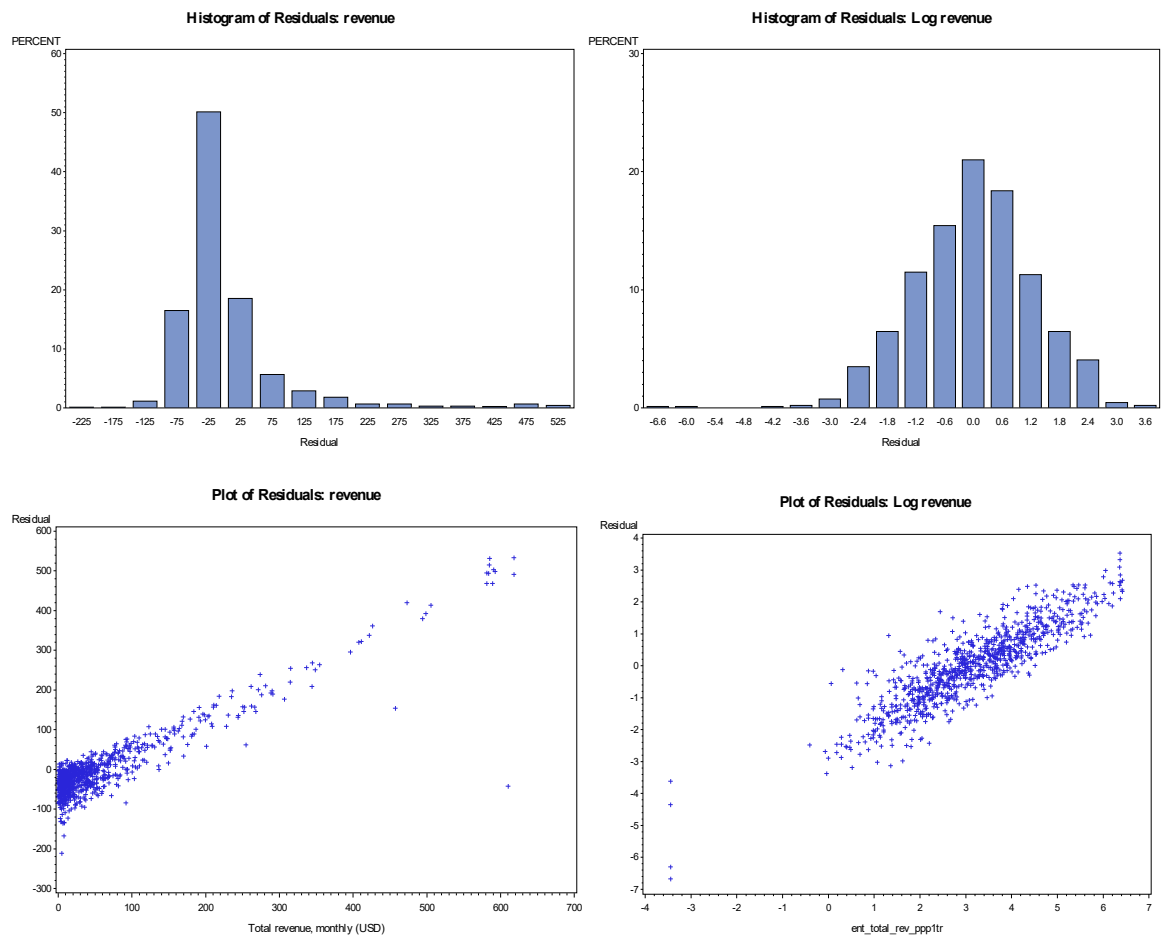 Histogram of Residuals: revenue
PERCENT
60
50
40
30
20
10
0
-225 -175 -125 -75 -25 25 75 125 175 225 275 325 375 425 475 525
Residual
Histogram of Residuals: Log revenue
PERCENT
30
20
10
0
-6.6 -6.0 -5.4 -4.8 -4.2 -3.6 -3.0 -2.4 -1.8 -1.2 -0.6 0.0 0.6 1.2 1.8 2.4 3.0 3.6
Residual
Plot of Residuals: revenue
Residual
600
500
400
300
200
100
0
-100
-200
-300
0 100 200 300 400 500 600 700
Total revenue, monthly (USD)
Plot of Residuals: Log revenue
Residual
4
3
2
1
0
-1
-2
-3
-4
-5
-6
-7
-4 -3 -2 -1 0 1 2 3 4 5 6 7
ent_total_rev_ppp1tr